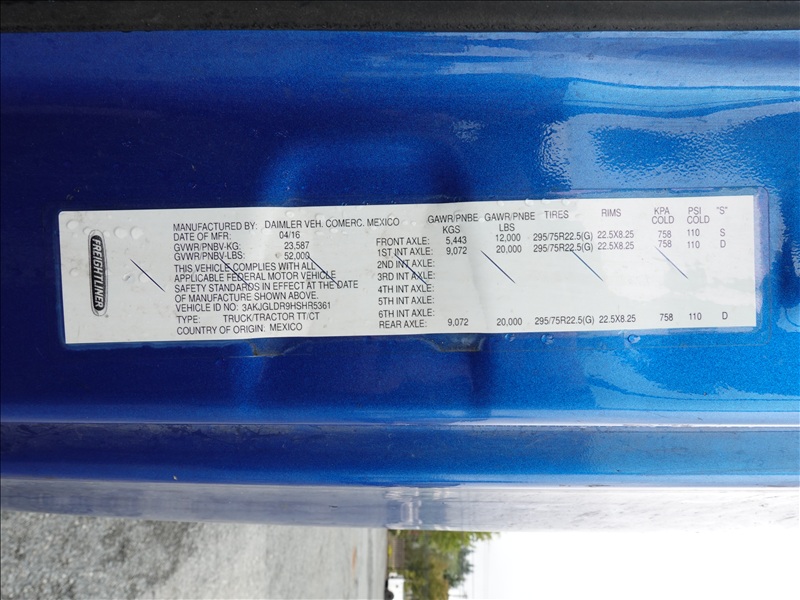 FREIGHTLINER
MANUFACTURED BY: DAIMLER VEH. COMERC. MEXICO
DATE OF MFR: 04/16
GVWR/PNBV-KG: 23,587
GVWR/PNBV-LBS: 52,000
THIS VEHICLE COMPLIES WITH ALL
APPLICABLE FEDERAL MOTOR VEHICLE
SAFETY STANDARDS IN EFFECT AT THE DATE
OF MANUFACTURE SHOWN ABOVE.
VEHICLE ID NO: 3AKJGLDR9HSHR5361
TYPE: TRUCK/TRACTOR TT/CT
COUNTRY OF ORIGIN: MEXICO
GAWR/PNBE KGS GAWR/PNBE LBS TIRES RIMS KPA COLD PSI COLD "S"
FRONT AXLE: 5,443 12,000 295/75R22.5(G) 22.5X8.25 758 110 S
1ST INT AXLE: 9,072 20,000 295/75R22.5(G) 22.5X8.25 758 110 D
2ND INT AXLE:
3RD INT AXLE:
4TH INT AXLE:
5TH INT AXLE:
6TH INT AXLE:
REAR AXLE: 9,072 20,000 295/75R22.5(G) 22.5X8.25 758 110 D